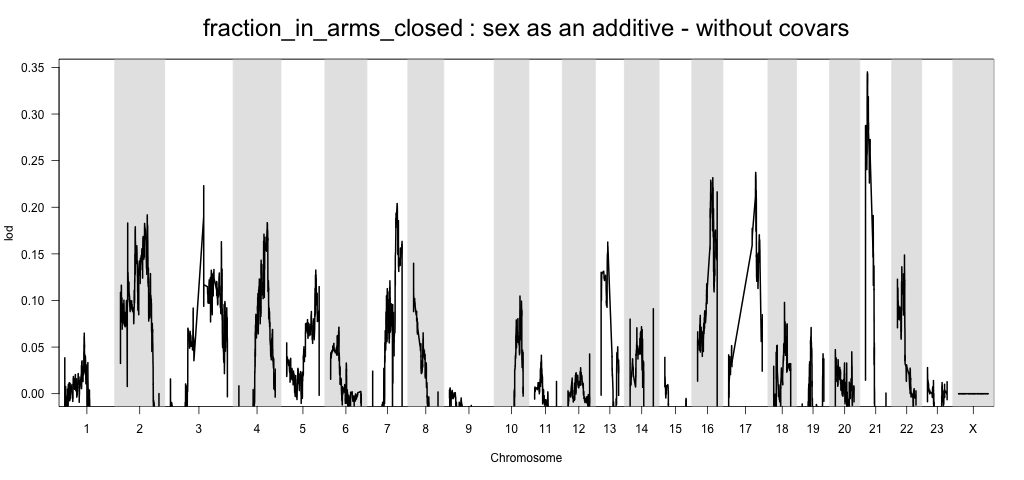 fraction_in_arms_closed : sex as an additive - without covars
0.35
0.30
0.25
0.20
0.15
0.10
0.05
0.00
lod
1 2 3 4 5 6 7 8 9 10 11 12 13 14 15 16 17 18 19 20 21 22 23 X
Chromosome